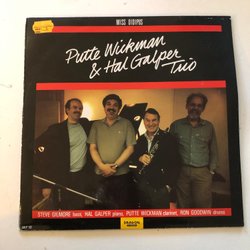 MISS OIDIPUS
Putte Wickman
& Hal Galper
Trio
STEVE GILMORE bass, HAL GALPER piano, PUTTE WICKMAN clarinet, RON GOODWIN drums
DRAGON